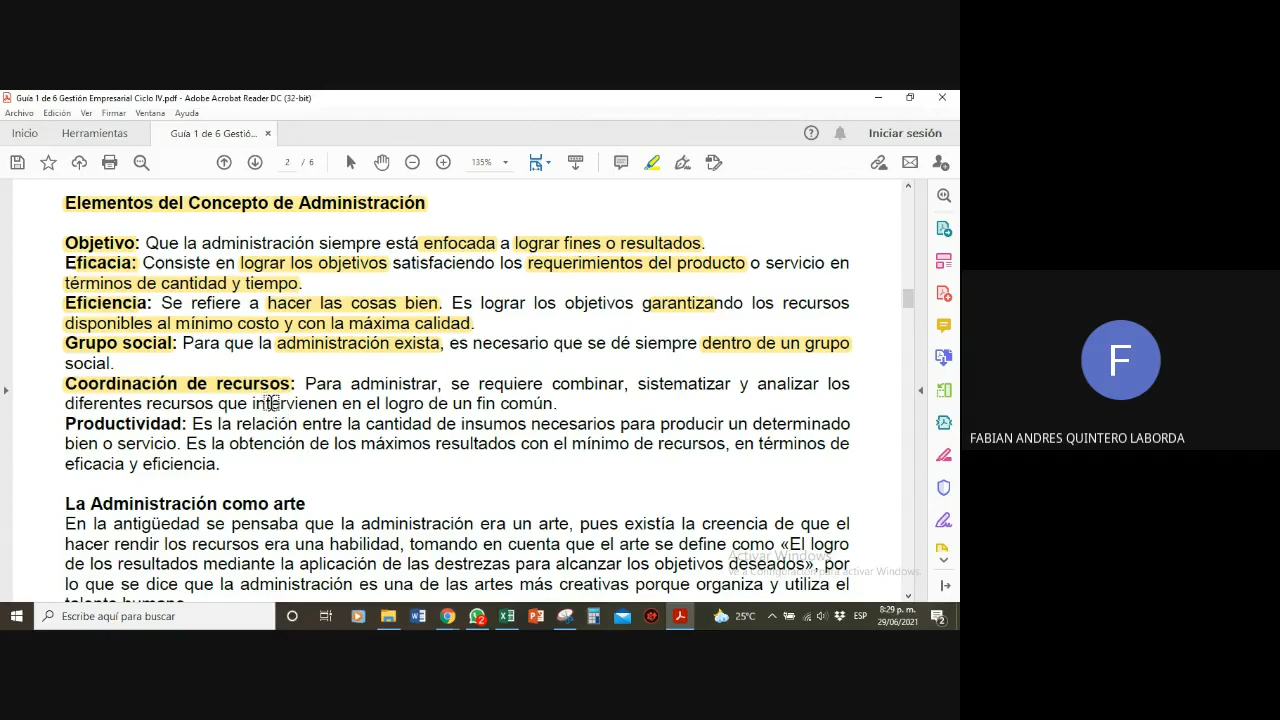 Guía 1 de 6 Gestión Empresarial Ciclo IV.pdf - Adobe Acrobat Reader DC (32-bit)
Archivo Edición Ver Firmar Ventana Ayuda
Inicio Herramientas Guía 1 de 6 Gestió... × Iniciar sesión
2 / 6 135%
Elementos del Concepto de Administración
Objetivo: Que la administración siempre está enfocada a lograr fines o resultados.
Eficacia: Consiste en lograr los objetivos satisfaciendo los requerimientos del producto o servicio en
términos de cantidad y tiempo.
Eficiencia: Se refiere a hacer las cosas bien. Es lograr los objetivos garantizando los recursos
disponibles al mínimo costo y con la máxima calidad.
Grupo social: Para que la administración exista, es necesario que se dé siempre dentro de un grupo
social.
Coordinación de recursos: Para administrar, se requiere combinar, sistematizar y analizar los
diferentes recursos que intervienen en el logro de un fin común.
Productividad: Es la relación entre la cantidad de insumos necesarios para producir un determinado
bien o servicio. Es la obtención de los máximos resultados con el mínimo de recursos, en términos de
eficacia y eficiencia.
La Administración como arte
En la antigüedad se pensaba que la administración era un arte, pues existía la creencia de que el
hacer rendir los recursos era una habilidad, tomando en cuenta que el arte se define como «El logro
de los resultados mediante la aplicación de las destrezas para alcanzar los objetivos deseados», por
lo que se dice que la administración es una de las artes más creativas porque organiza y utiliza el
talento humano
Activar Windows
Ve a Configuración para activar Windows.
Escribe aquí para buscar
2
25°C
ESP
8:29 p. m.
29/06/2021
2
F
FABIAN ANDRES QUINTERO LABORDA